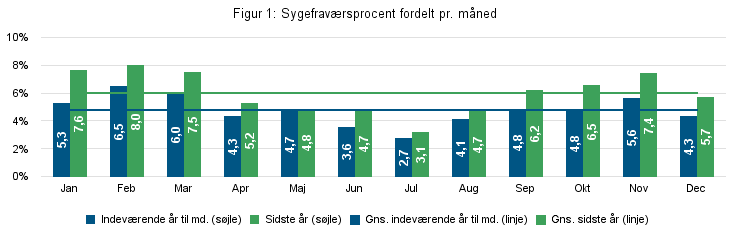 Figur 1: Sygefraværsprocent fordelt pr. måned
10%
8%
6%
4%
2%
0%
5,3 7,6 6,5 8,0 6,0 7,5 4,3 5,2 4,7 4,8 3,6 4,7 2,7 3,1 4,1 4,7 4,8 6,2 4,8 6,5 5,6 7,4 4,3 5,7
Jan Feb Mar Apr Maj Jun Jul Aug Sep Okt Nov Dec
Indeværende år til md. (søjle) Sidste år (søjle) Gns. indeværende år til md. (linje) Gns. sidste år (linje)